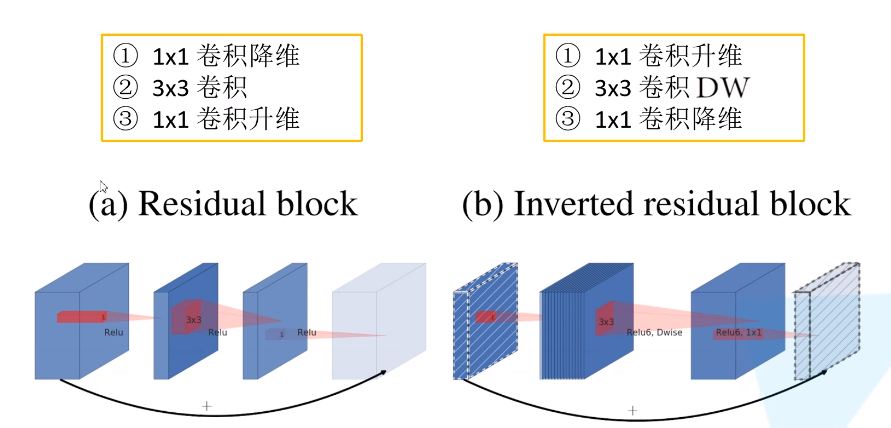 ① 1x1 卷积降维
② 3x3 卷积
③ 1x1 卷积升维
① 1x1 卷积升维
② 3x3 卷积 DW
③ 1x1 卷积降维
(a) Residual block
(b) Inverted residual block
Relu
3x3
Relu
Relu
+
3x3
Relu6, Dwise
Relu6, 1x1
+